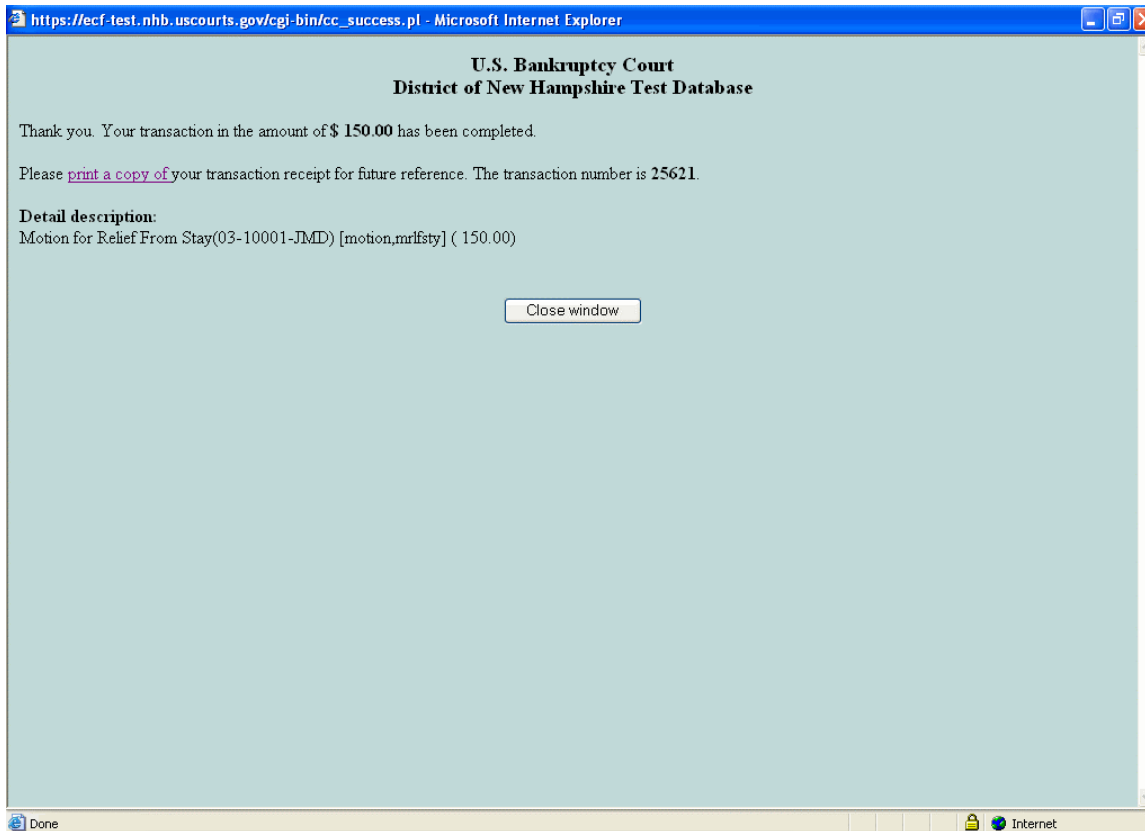 https://ecf-test.nhb.uscourts.gov/cgi-bin/cc_success.pl - Microsoft Internet Explorer
U.S. Bankruptcy Court
District of New Hampshire Test Database
Thank you. Your transaction in the amount of $ 150.00 has been completed.
Please print a copy of your transaction receipt for future reference. The transaction number is 25621.
Detail description:
Motion for Relief From Stay(03-10001-JMD) [motion,mrlfsty] ( 150.00)
Close window
Done
Internet